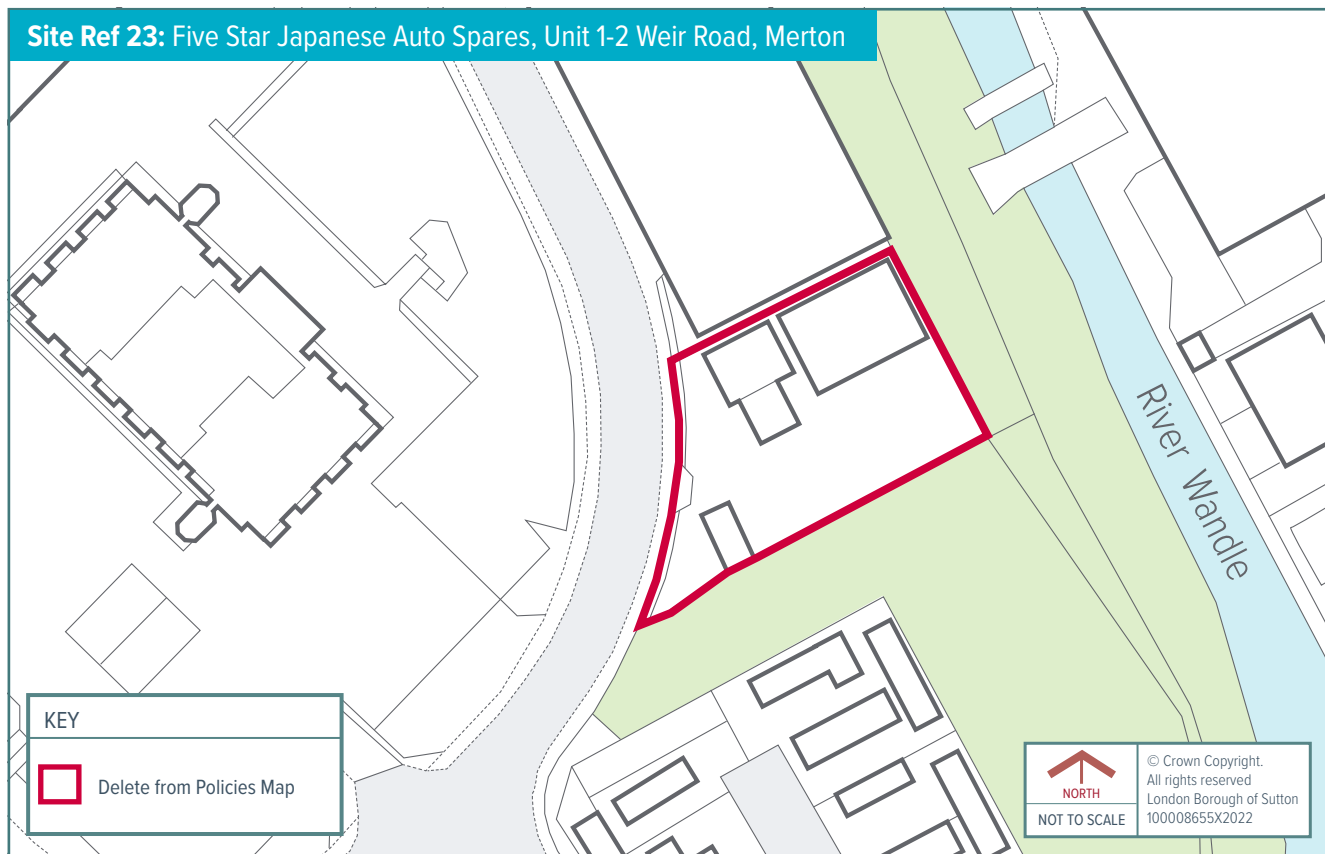 Site Ref 23: Five Star Japanese Auto Spares, Unit 1-2 Weir Road, Merton
River Wandle
KEY
Delete from Policies Map
NORTH
NOT TO SCALE
© Crown Copyright.
All rights reserved
London Borough of Sutton
100008655X2022